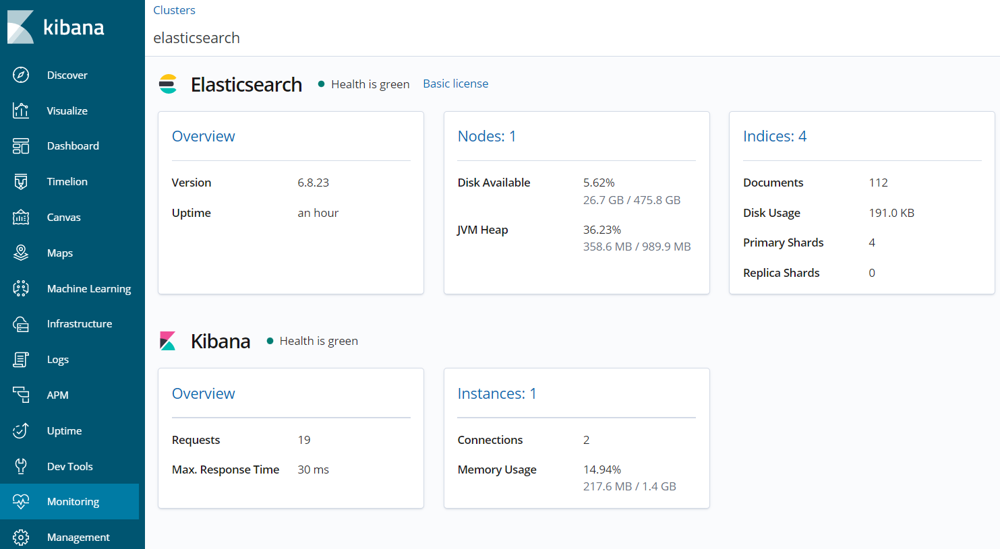 kibana
Discover
Visualize
Dashboard
Timelion
Canvas
Maps
Machine Learning
Infrastructure
Logs
APM
Uptime
Dev Tools
Monitoring
Management
Clusters
elasticsearch
Elasticsearch Health is green Basic license
Overview
Version 6.8.23
Uptime an hour
Nodes: 1
Disk Available 5.62%
26.7 GB / 475.8 GB
JVM Heap 36.23%
358.6 MB / 989.9 MB
Indices: 4
Documents 112
Disk Usage 191.0 KB
Primary Shards 4
Replica Shards 0
Kibana Health is green
Overview
Requests 19
Max. Response Time 30 ms
Instances: 1
Connections 2
Memory Usage 14.94%
217.6 MB / 1.4 GB